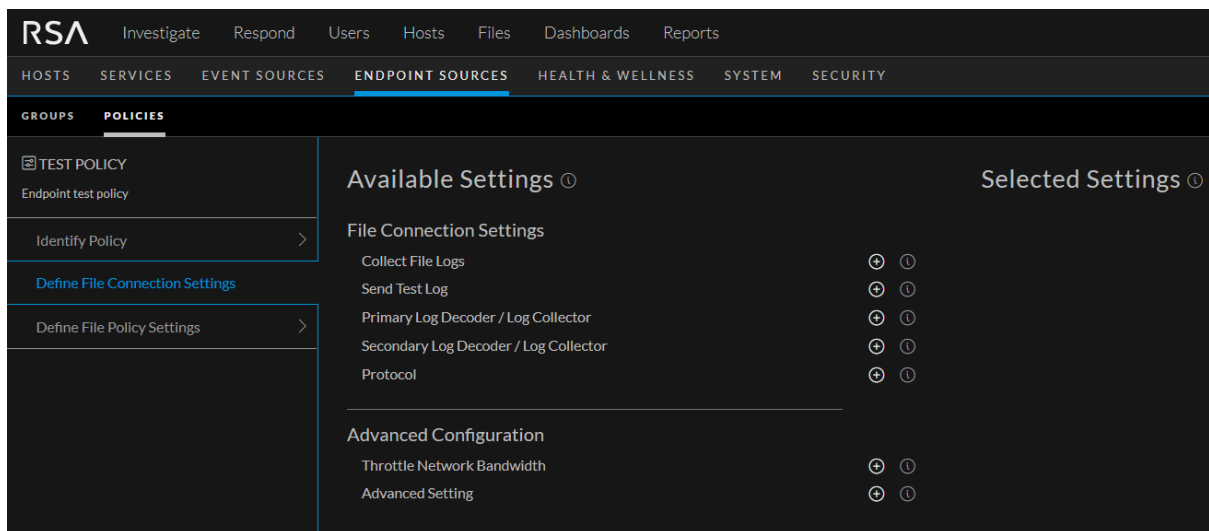 RSA Investigate Respond Users Hosts Files Dashboards Reports
HOSTS SERVICES EVENT SOURCES ENDPOINT SOURCES HEALTH & WELLNESS SYSTEM SECURITY
GROUPS POLICIES
TEST POLICY
Endpoint test policy
Identify Policy
Define File Connection Settings
Define File Policy Settings
Available Settings
File Connection Settings
Collect File Logs
Send Test Log
Primary Log Decoder / Log Collector
Secondary Log Decoder / Log Collector
Protocol
Advanced Configuration
Throttle Network Bandwidth
Advanced Setting
Selected Settings